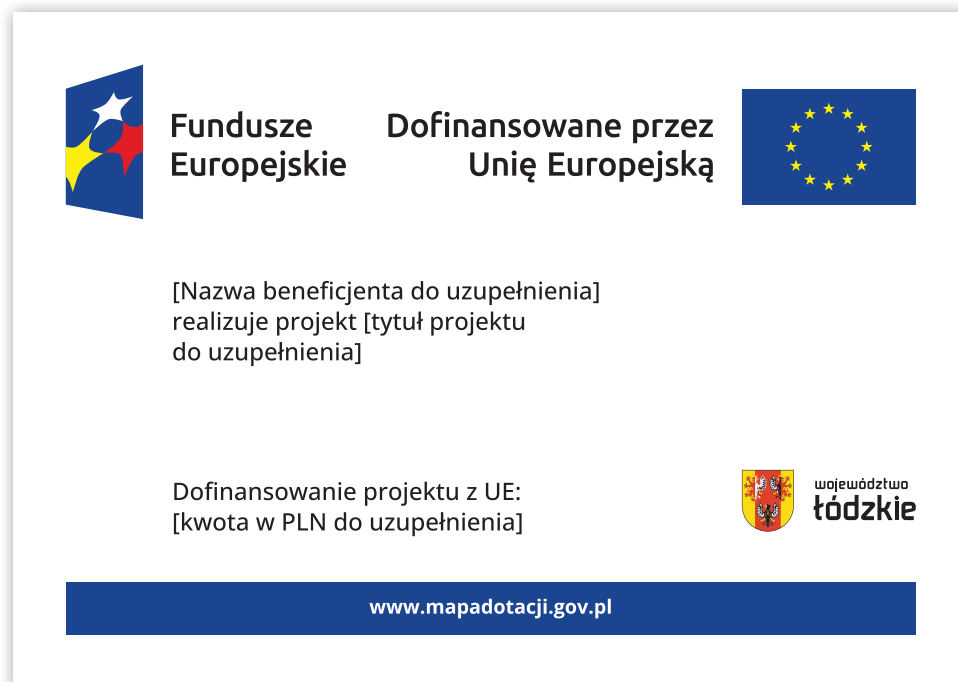 Fundusze
Europejskie
Dofinansowane przez
Unię Europejską
[Nazwa beneficjenta do uzupełnienia]
realizuje projekt [tytuł projektu
do uzupełnienia]
Dofinansowanie projektu z UE:
[kwota w PLN do uzupełnienia]
województwo
łódzkie
www.mapadotacji.gov.pl